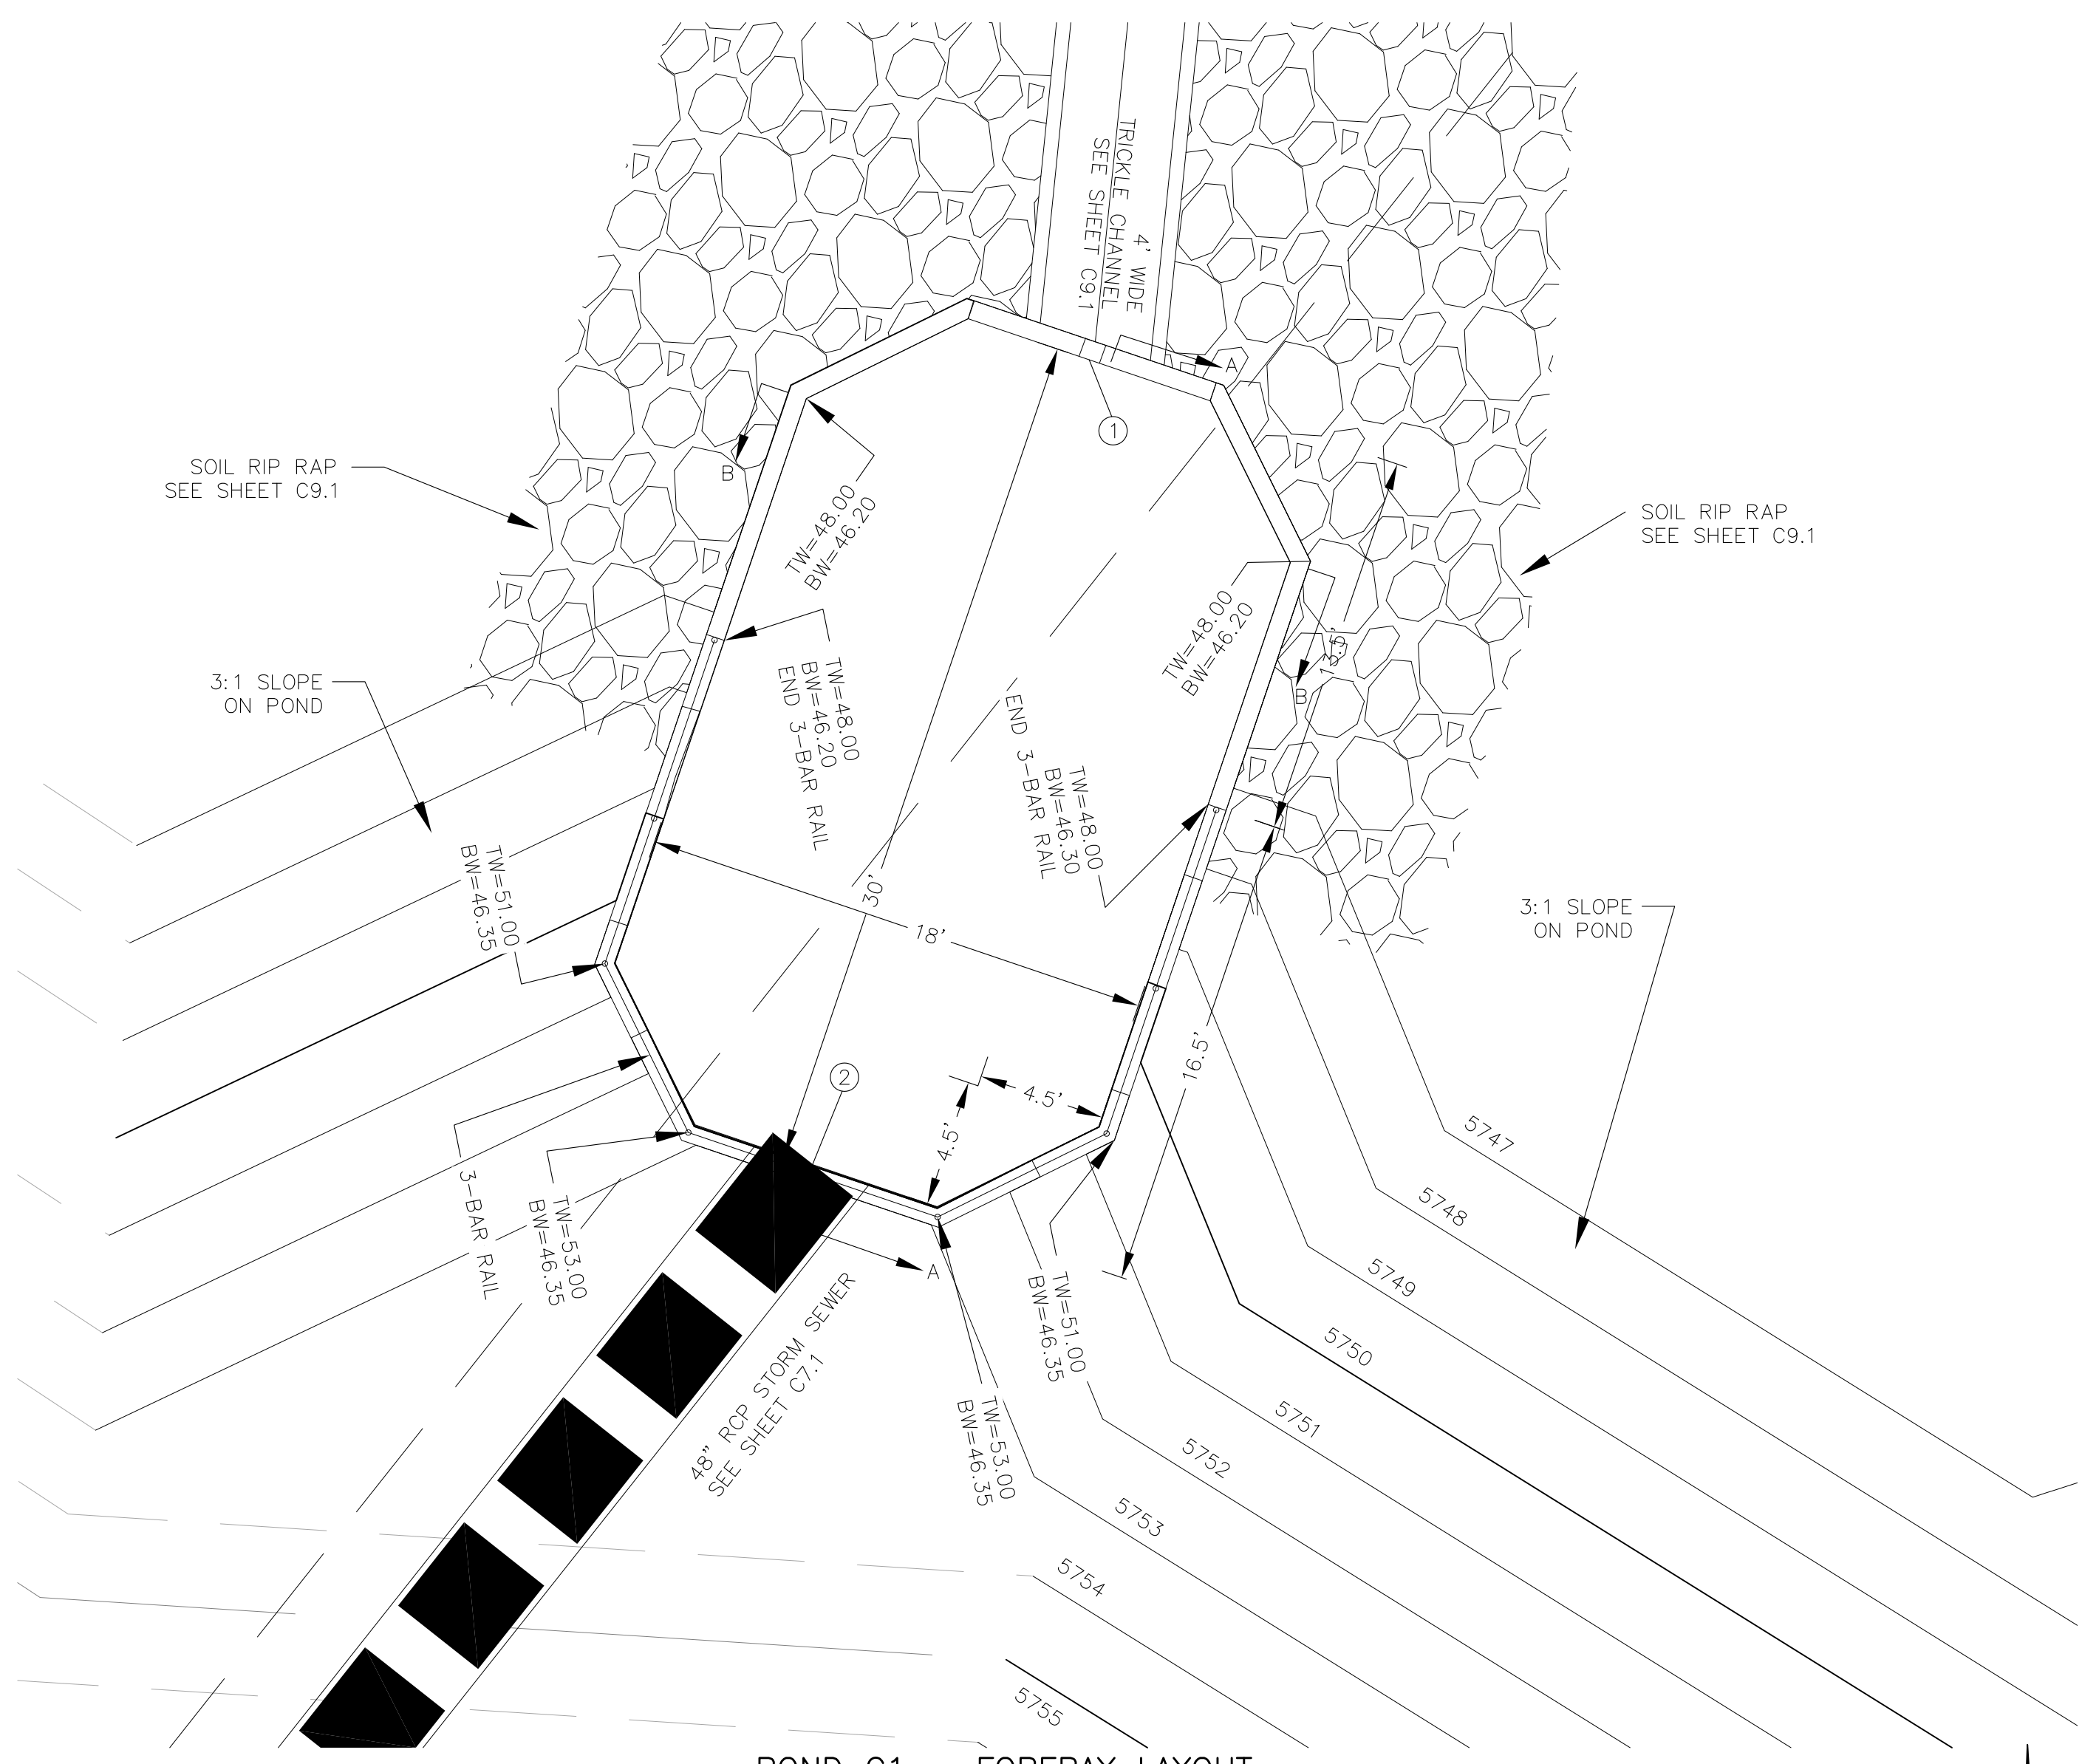 4' WIDE
TRICKLE CHANNEL
SEE SHEET C9.1
A
1
B
SOIL RIP RAP
SEE SHEET C9.1
TW=48.00
BW=46.20
SOIL RIP RAP
SEE SHEET C9.1
TW=48.00
BW=46.20
13.5'
B
3:1 SLOPE
ON POND
TW=48.00
BW=46.20
END 3-BAR RAIL
TW=48.00
BW=46.30
END 3-BAR RAIL
TW=51.00
BW=46.35
30'
18'
3:1 SLOPE
ON POND
16.5'
2
4.5'
4.5'
3-BAR RAIL
TW=53.00
BW=46.35
A
48" RCP STORM SEWER
SEE SHEET C7.1
TW=51.00
BW=46.35
TW=53.00
BW=46.35
5747
5748
5749
5750
5751
5752
5753
5754
5755